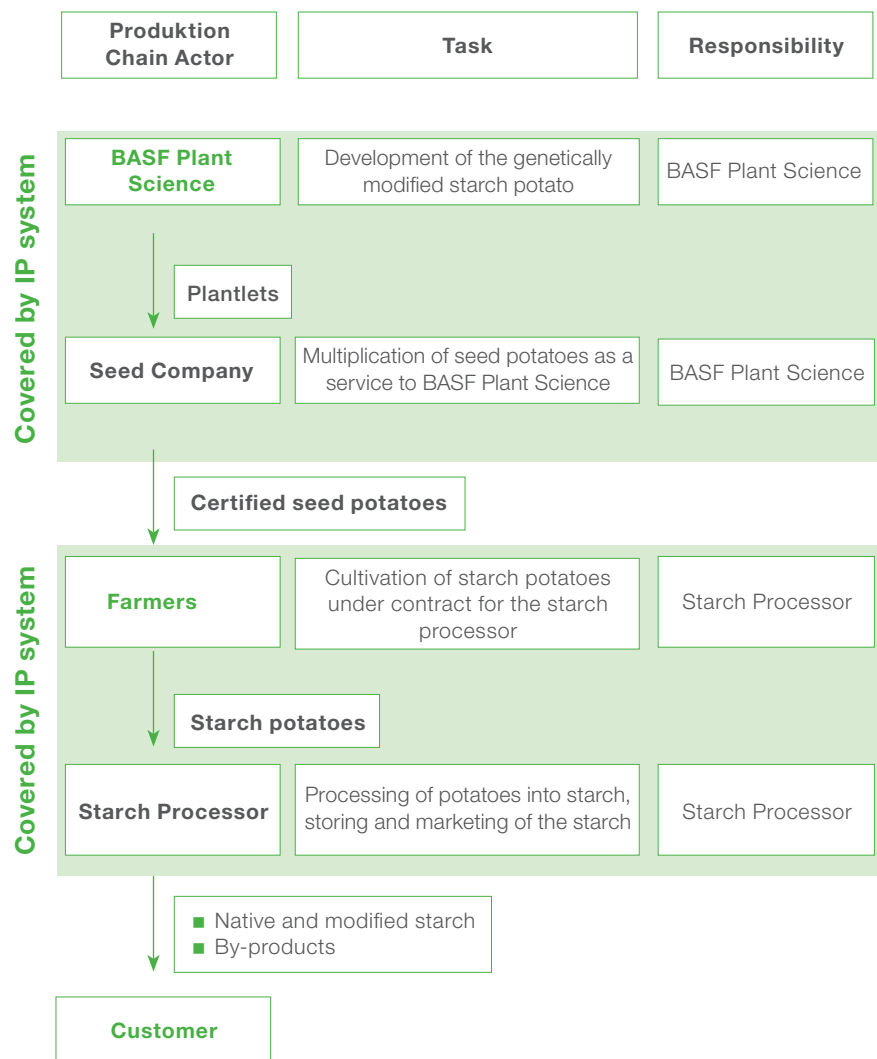 Produktion
Chain Actor
Task
Responsibility
Covered by IP system
BASF Plant
Science
Development of the genetically
modified starch potato
BASF Plant Science
Plantlets
Seed Company
Multiplication of seed potatoes as a
service to BASF Plant Science
BASF Plant Science
Certified seed potatoes
Covered by IP system
Farmers
Cultivation of starch potatoes
under contract for the starch
processor
Starch Processor
Starch potatoes
Starch Processor
Processing of potatoes into starch,
storing and marketing of the starch
Starch Processor
■ Native and modified starch
■ By-products
Customer